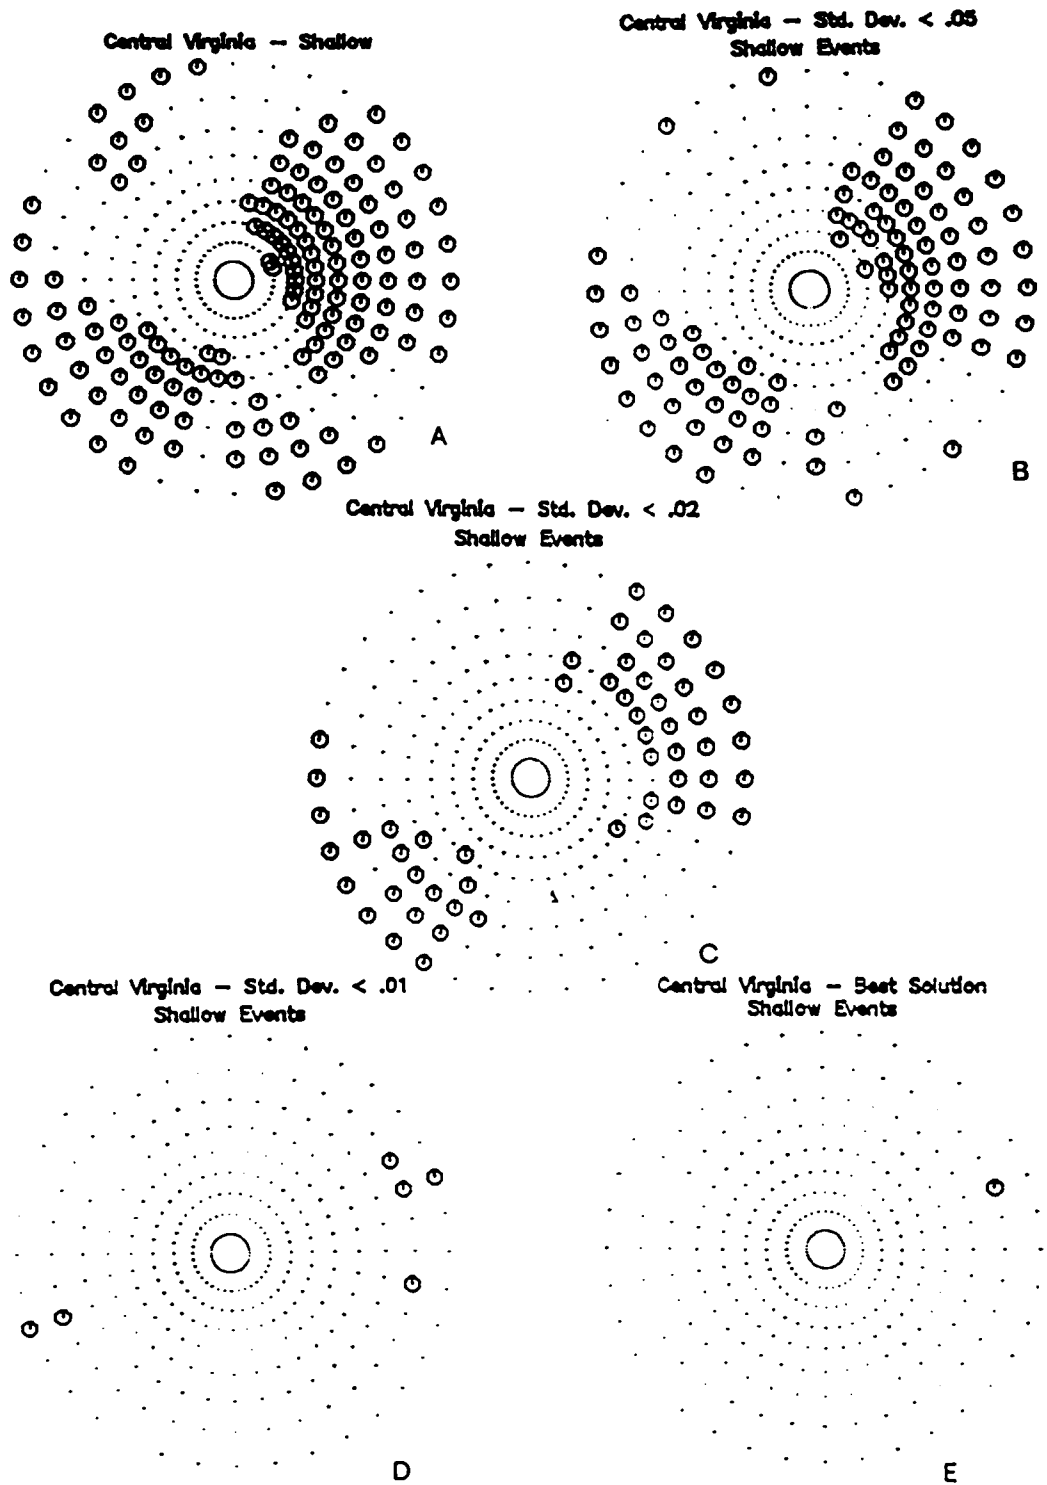 Central Virginia — Shallow
A
Central Virginia — Std. Dev. < .05
Shallow Events
B
Central Virginia — Std. Dev. < .02
Shallow Events
C
Central Virginia — Std. Dev. < .01
Shallow Events
D
Central Virginia — Best Solution
Shallow Events
E